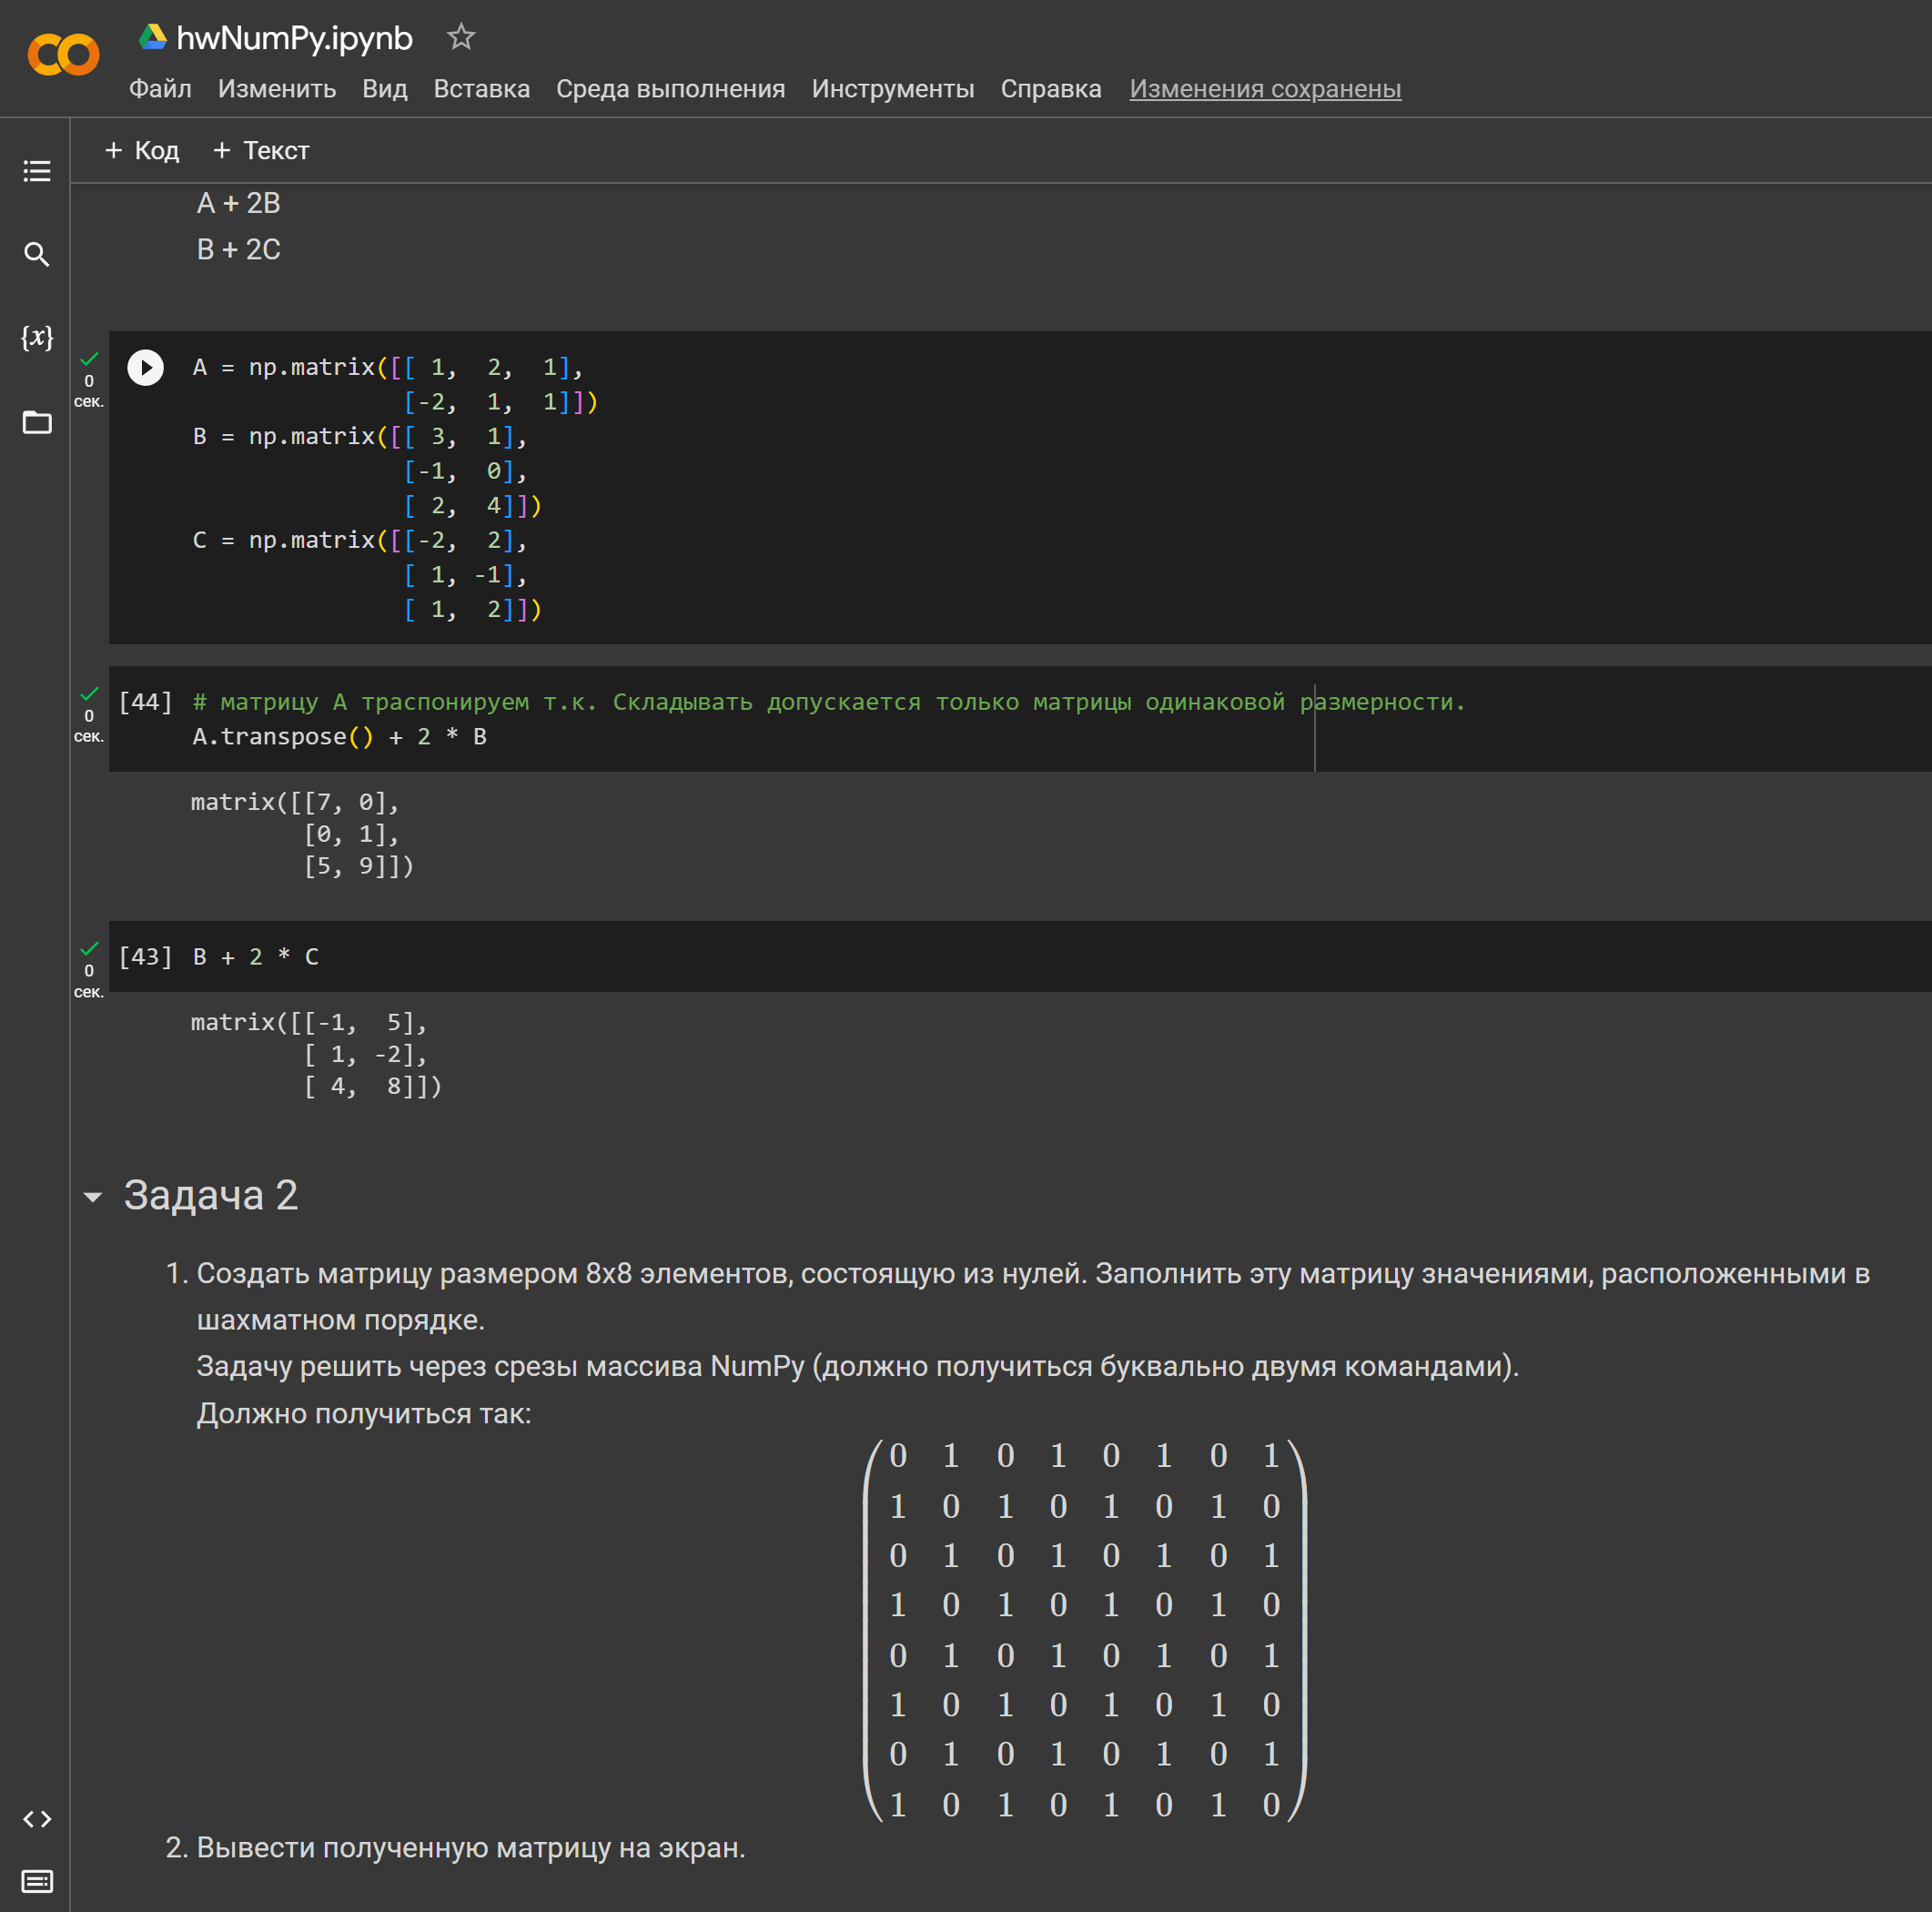 hwNumPy.ipynb
Файл Изменить Вид Вставка Среда выполнения Инструменты Справка Изменения сохранены
+ Код + Текст
A + 2B
B + 2C
{x}
0
сек.
A = np.matrix([[ 1,  2,  1],
               [-2,  1,  1]])
B = np.matrix([[ 3,  1],
               [-1,  0],
               [ 2,  4]])
C = np.matrix([[-2,  2],
               [ 1, -1],
               [ 1,  2]])
0
сек.
[44] # матрицу А траспонируем т.к. Складывать допускается только матрицы одинаковой размерности.
A.transpose() + 2 * B
matrix([[7, 0],
        [0, 1],
        [5, 9]])
0
сек.
[43] B + 2 * C
matrix([[-1,  5],
        [ 1, -2],
        [ 4,  8]])
Задача 2
1. Создать матрицу размером 8x8 элементов, состоящую из нулей. Заполнить эту матрицу значениями, расположенными в
шахматном порядке.
Задачу решить через срезы массива NumPy (должно получиться буквально двумя командами).
Должно получиться так:
0 1 0 1 0 1 0 1
1 0 1 0 1 0 1 0
0 1 0 1 0 1 0 1
1 0 1 0 1 0 1 0
0 1 0 1 0 1 0 1
1 0 1 0 1 0 1 0
0 1 0 1 0 1 0 1
1 0 1 0 1 0 1 0
2. Вывести полученную матрицу на экран.